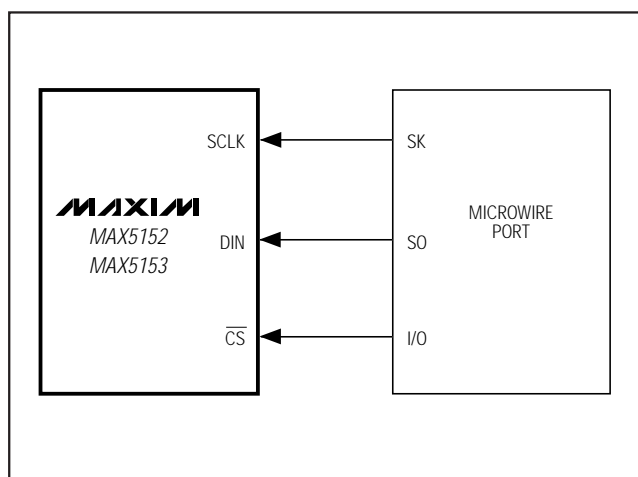 SCLK
SK
MAXIM
MAX5152
MAX5153
DIN
SO
MICROWIRE
PORT
CS
I/O